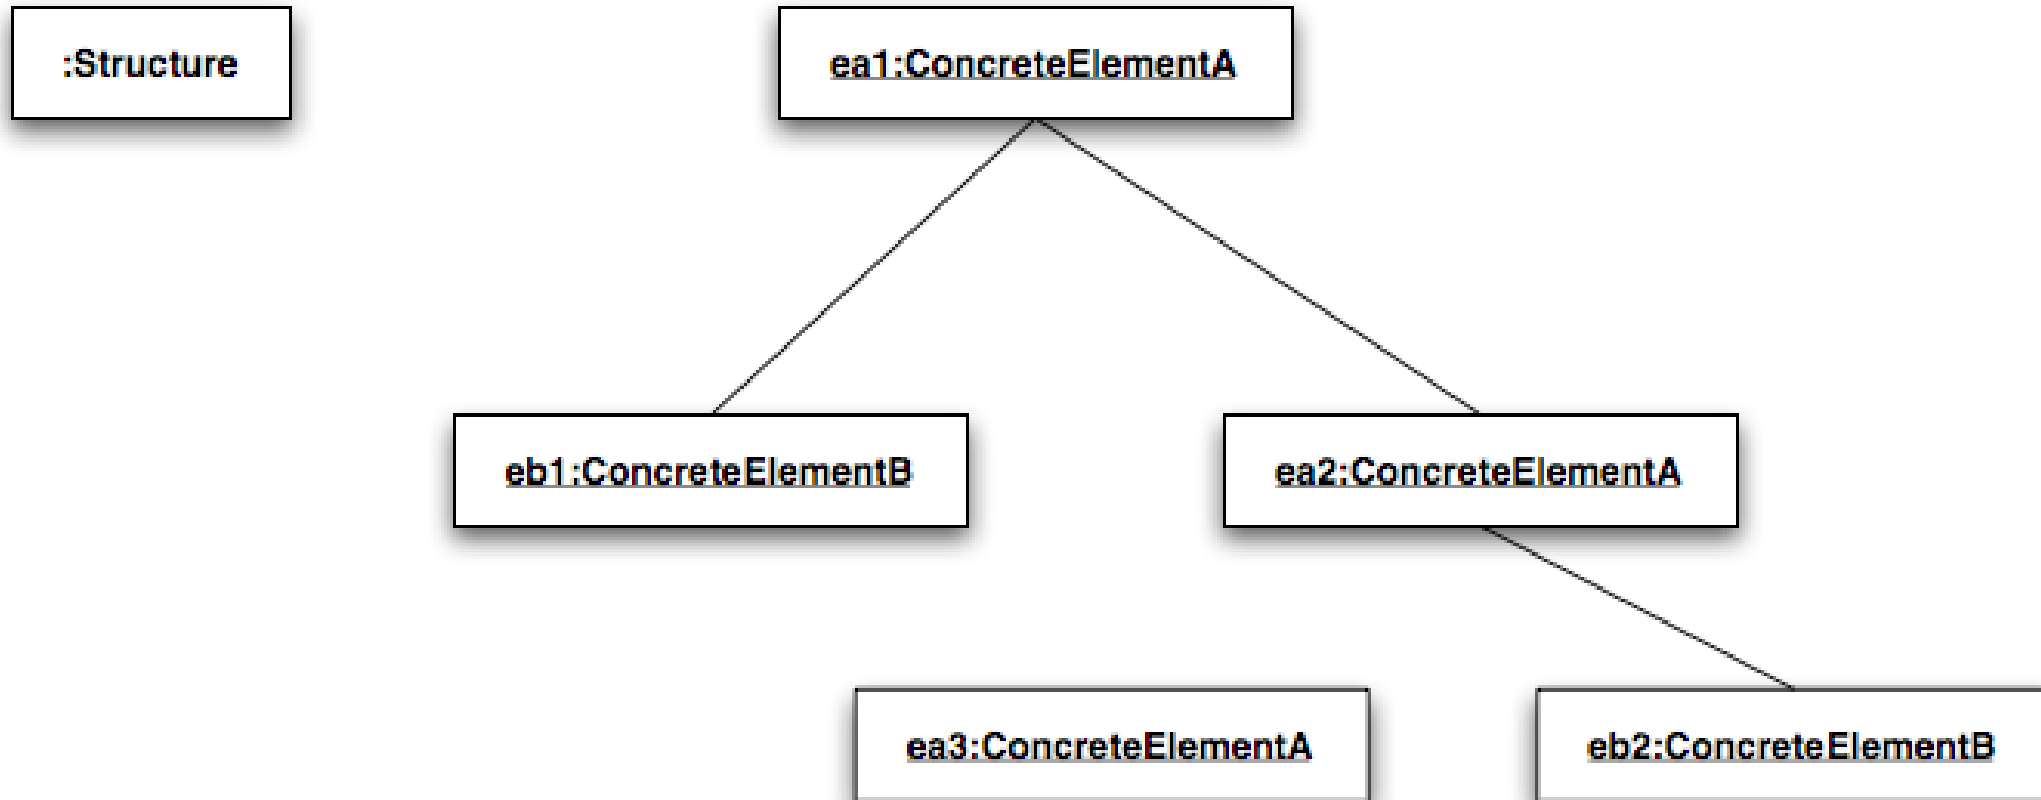 :Structure
ea1:ConcreteElementA
eb1:ConcreteElementB
ea2:ConcreteElementA
ea3:ConcreteElementA
eb2:ConcreteElementB